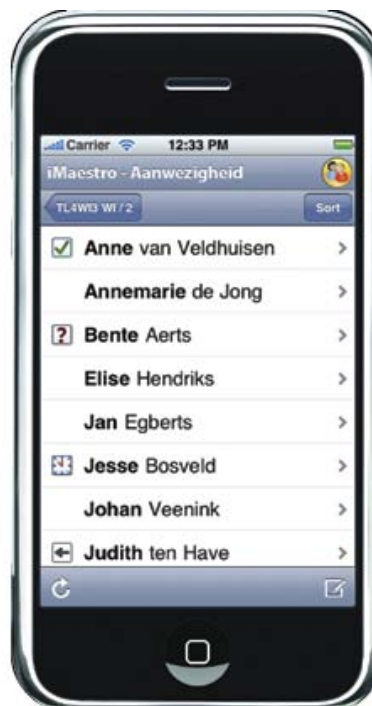 Carrier 12:33 PM
iMaestro - Aanwezigheid
TL4WI3 WI / 2 Sort
Anne van Veldhuisen
Annemarie de Jong
? Bente Aerts
Elise Hendriks
Jan Egberts
Jesse Bosveld
Johan Veenink
Judith ten Have